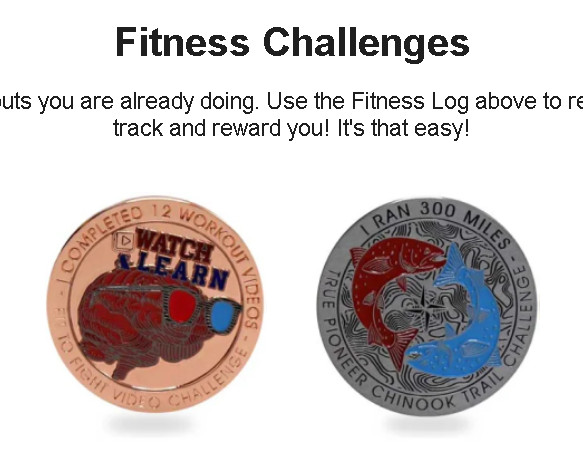 Fitness Challenges
outs you are already doing. Use the Fitness Log above to re
track and reward you! It's that easy!
- I COMPLETED 12 WORKOUT VIDEOS -
WATCH
& LEARN
FIT TO FIGHT VIDEO CHALLENGE
I RAN 300 MILES
- TRUE PIONEER CHINOOK TRAIL CHALLENGE -